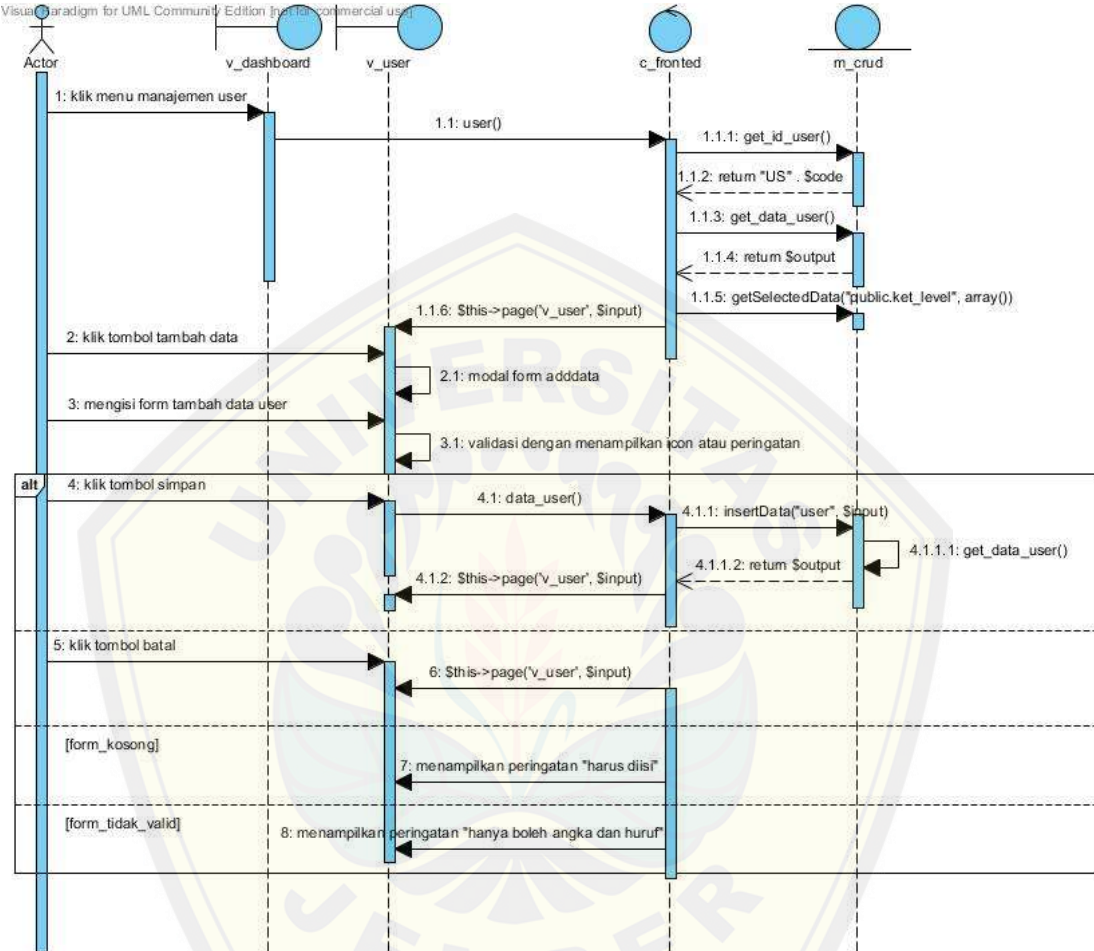 Visual Paradigm for UML Community Edition [not for commercial use]
Actor
v_dashboard
v_user
c_fronted
m_crud
1: klik menu manajemen user
1.1: user()
1.1.1: get_id_user()
1.1.2: return "US" . $code
1.1.3: get_data_user()
1.1.4: return $output
1.1.5: getSelectedData("public.ket_level", array())
1.1.6: $this->page('v_user', $input)
2: klik tombol tambah data
2.1: modal form adddata
3: mengisi form tambah data user
3.1: validasi dengan menampilkan icon atau peringatan
alt
4: klik tombol simpan
4.1: data_user()
4.1.1: insertData("user", $input)
4.1.1.1: get_data_user()
4.1.1.2: return $output
4.1.2: $this->page('v_user', $input)
5: klik tombol batal
6: $this->page('v_user', $input)
[form_kosong]
7: menampilkan peringatan "harus diisi"
[form_tidak_valid]
8: menampilkan peringatan "hanya boleh angka dan huruf"
UNIVERSITAS
JEMBER